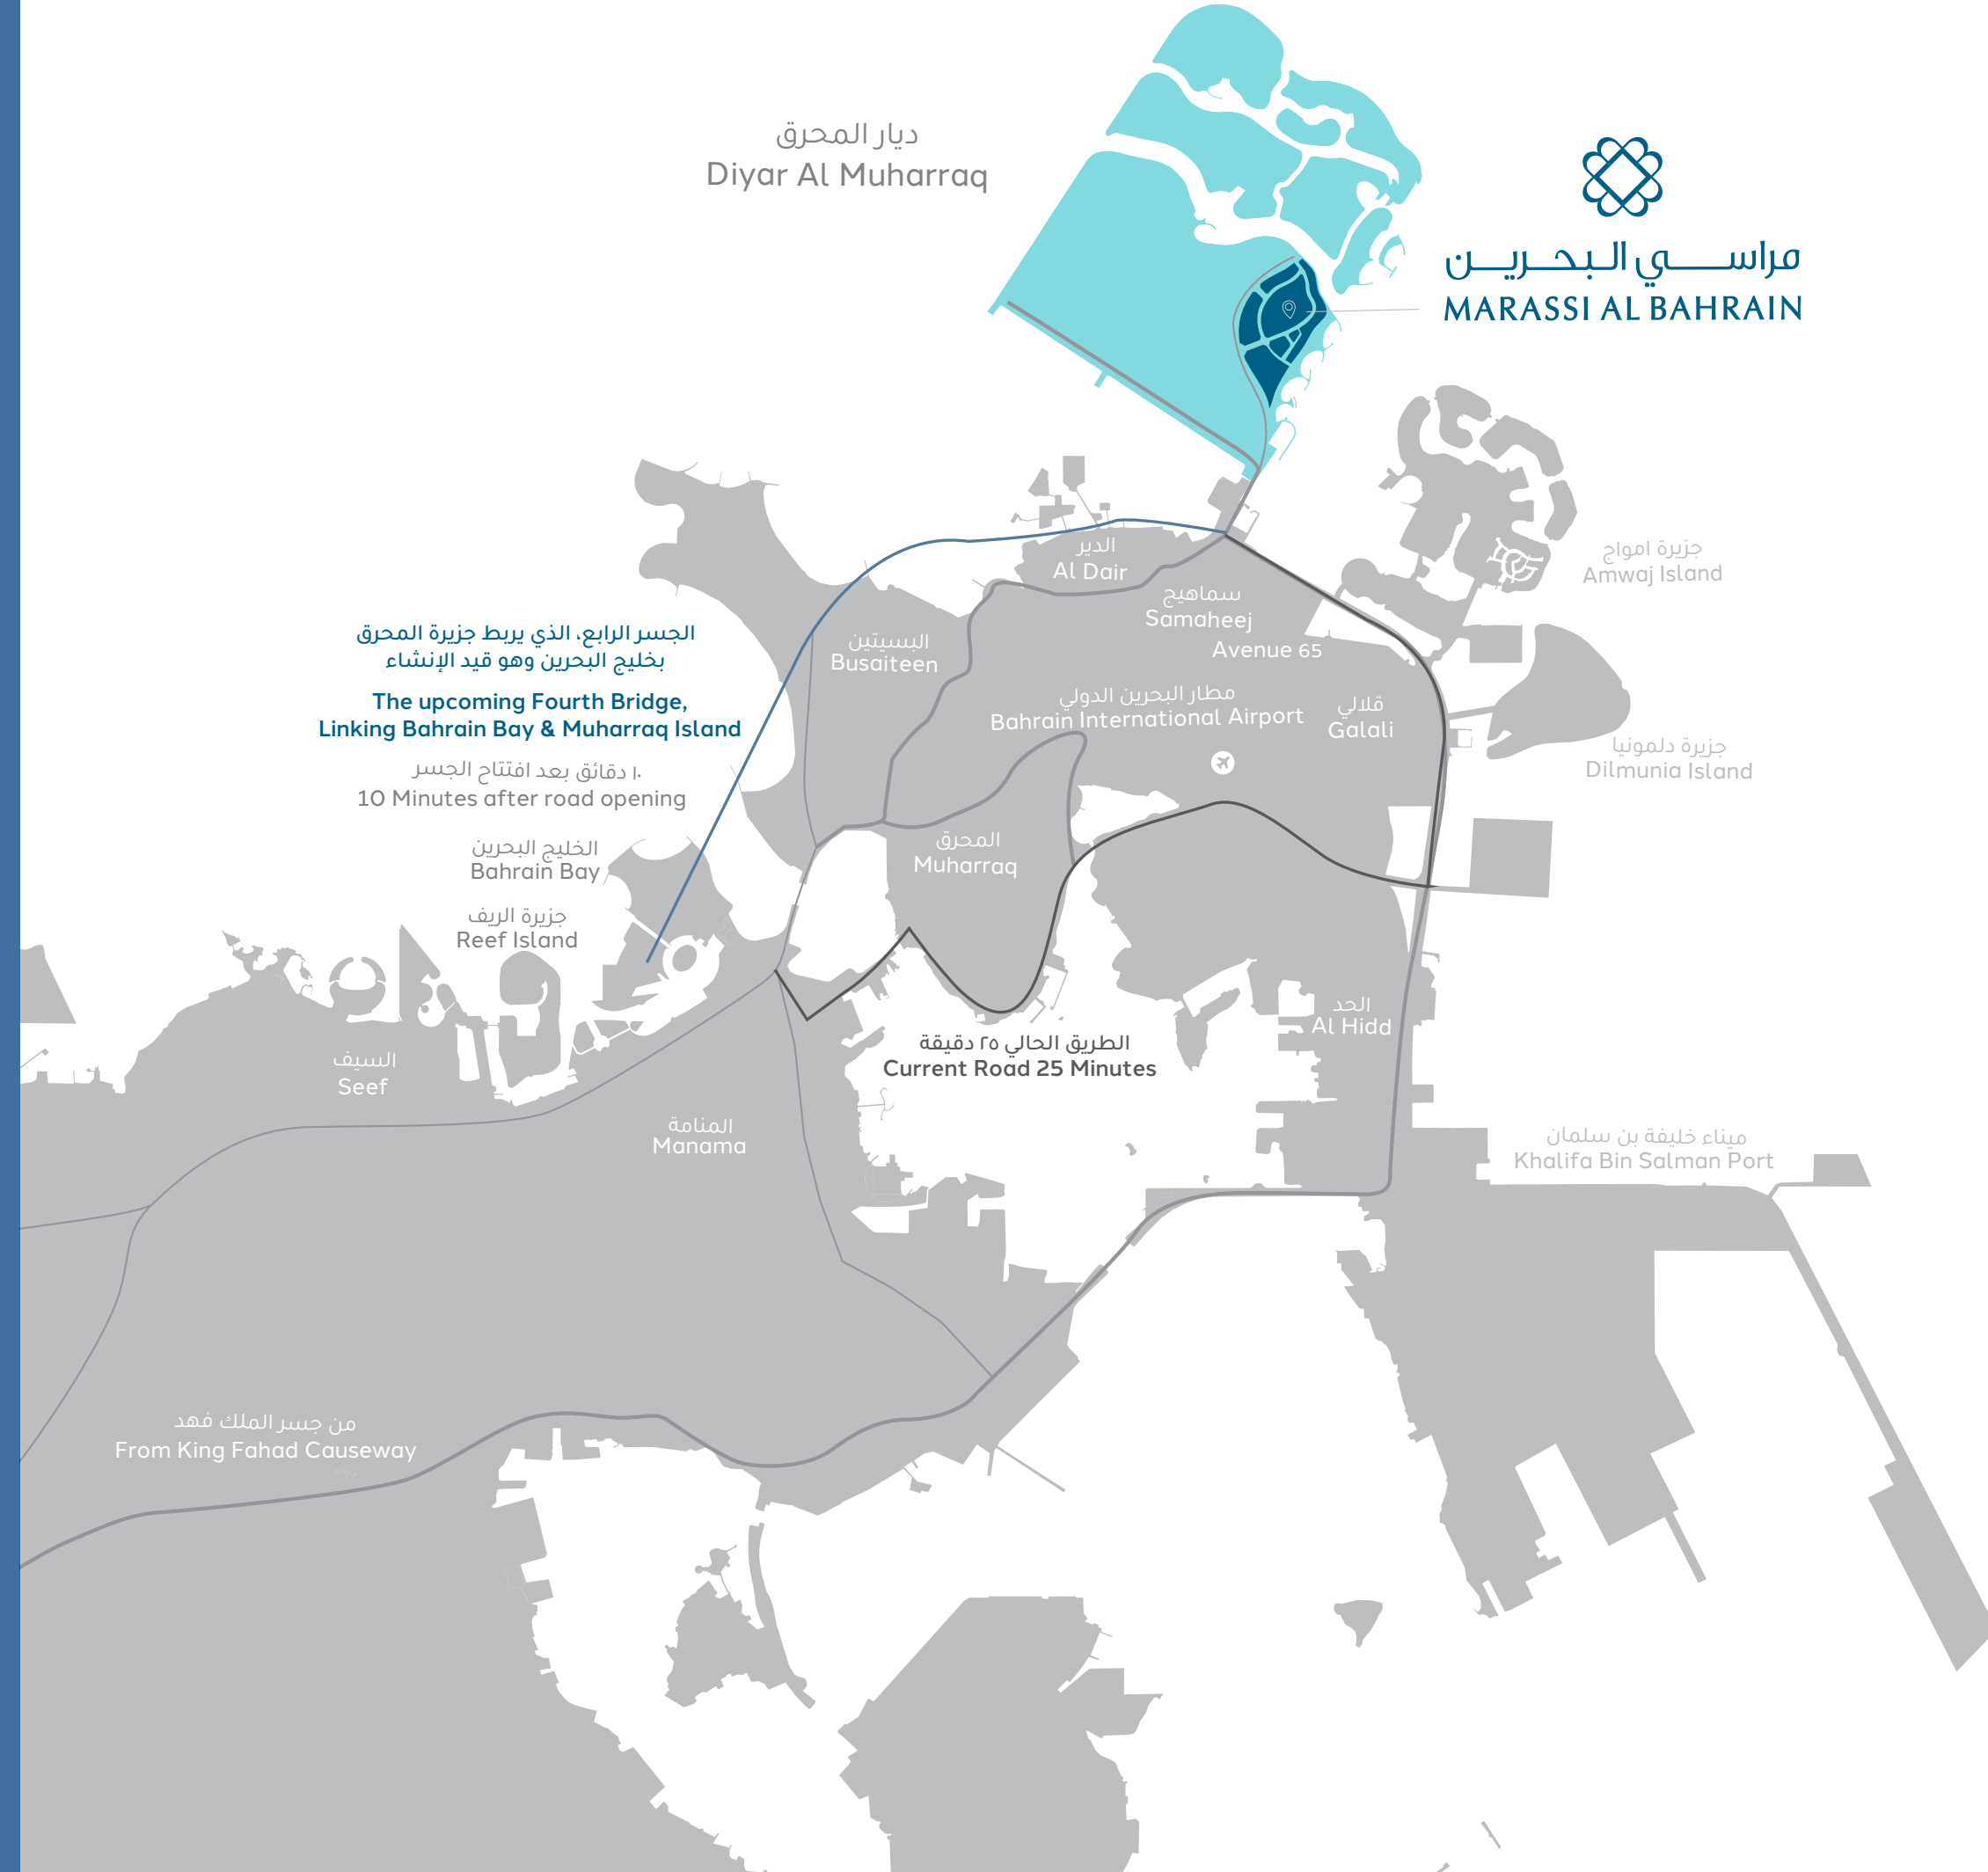 ديار المحرق
Diyar Al Muharraq
مراسي البحرين
MARASSI AL BAHRAIN
جزيرة امواج
Amwaj Island
الدير
Al Dair
سماهيج
Samaheej
Avenue 65
البسيتين
Busaiteen
الجسر الرابع، الذي يربط جزيرة المحرق
بخليج البحرين وهو قيد الإنشاء
The upcoming Fourth Bridge,
Linking Bahrain Bay & Muharraq Island
١٠ دقائق بعد افتتاح الجسر
10 Minutes after road opening
مطار البحرين الدولي
Bahrain International Airport
قلالي
Galali
جزيرة دلمونيا
Dilmunia Island
الخليج البحرين
Bahrain Bay
المحرق
Muharraq
جزيرة الريف
Reef Island
الحد
Al Hidd
الطريق الحالي ٢٥ دقيقة
Current Road 25 Minutes
السيف
Seef
المنامة
Manama
ميناء خليفة بن سلمان
Khalifa Bin Salman Port
من جسر الملك فهد
From King Fahad Causeway